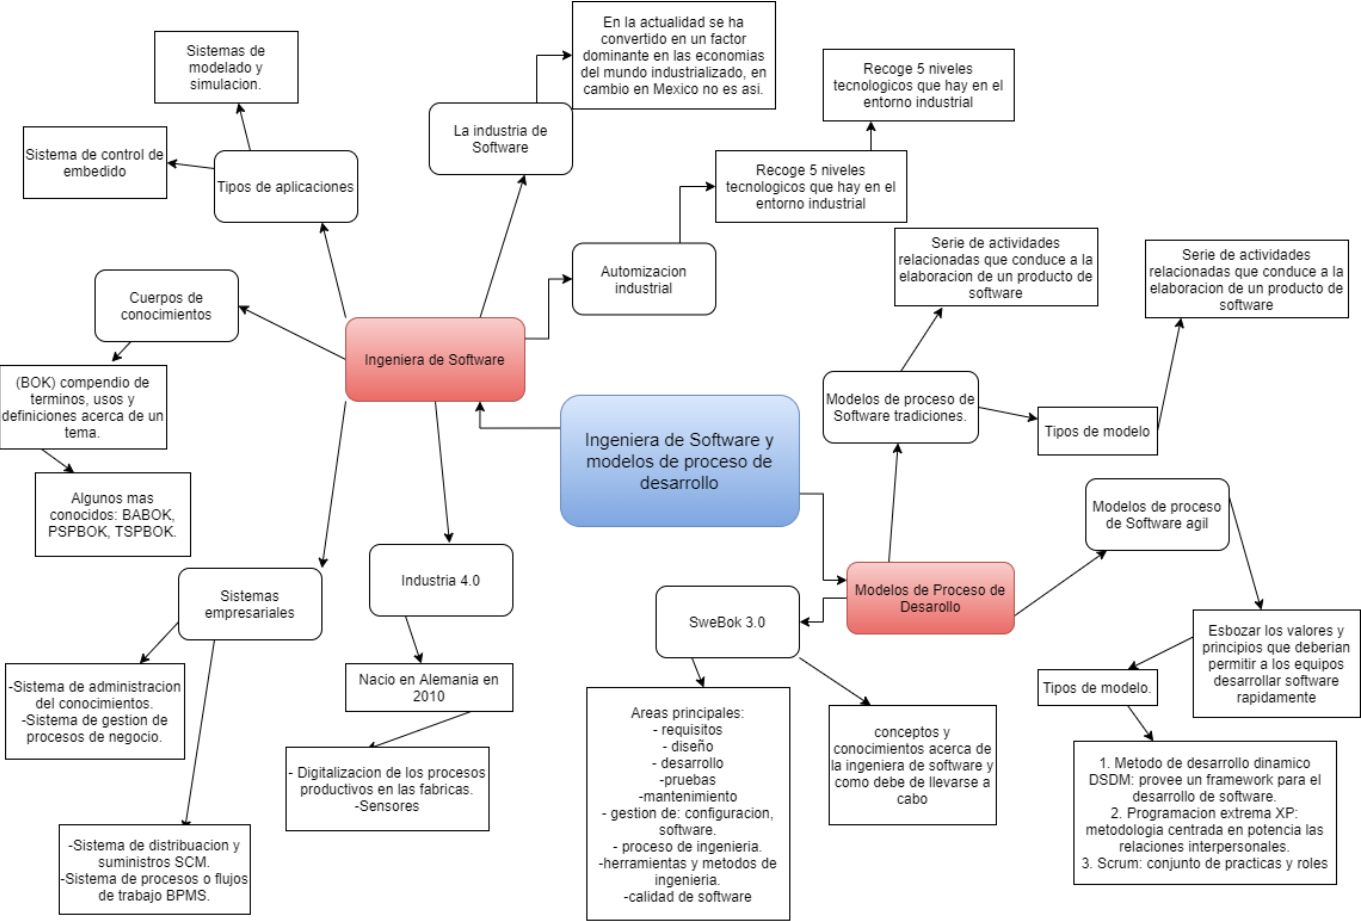 En la actualidad se ha
convertido en un factor
dominante en las economias
del mundo industrializado, en
cambio en Mexico no es asi.
Sistemas de
modelado y
simulacion.
Recoge 5 niveles
tecnologicos que hay en el
entorno industrial
La industria de
Software
Sistema de control de
embedido
Tipos de aplicaciones
Recoge 5 niveles
tecnologicos que hay en el
entorno industrial
Serie de actividades
relacionadas que conduce a la
elaboracion de un producto de
software
Serie de actividades
relacionadas que conduce a la
elaboracion de un producto de
software
Automizacion
industrial
Cuerpos de
conocimientos
Ingeniera de Software
(BOK) compendio de
terminos, usos y
definiciones acerca de un
tema.
Modelos de proceso de
Software tradiciones.
Tipos de modelo
Ingeniera de Software y
modelos de proceso de
desarrollo
Algunos mas
conocidos: BABOK,
PSPBOK, TSPBOK.
Modelos de proceso
de Software agil
Industria 4.0
Sistemas
empresariales
Modelos de Proceso de
Desarollo
SweBok 3.0
Esbozar los valores y
principios que deberian
permitir a los equipos
desarrollar software
rapidamente
-Sistema de administracion
del conocimientos.
-Sistema de gestion de
procesos de negocio.
Nacio en Alemania en
2010
Tipos de modelo.
Areas principales:
- requisitos
- diseño
- desarrollo
-pruebas
-mantenimiento
- gestion de: configuracion,
software.
- proceso de ingenieria.
-herramientas y metodos de
ingenieria.
-calidad de software
conceptos y
conocimientos acerca de
la ingeniera de software y
como debe de llevarse a
cabo
- Digitalizacion de los procesos
productivos en las fabricas.
-Sensores
1. Metodo de desarrollo dinamico
DSDM: provee un framework para el
desarrollo de software.
2. Programacion extrema XP:
metodologia centrada en potencia las
relaciones interpersonales.
3. Scrum: conjunto de practicas y roles
-Sistema de distribuacion y
suministros SCM.
-Sistema de procesos o flujos
de trabajo BPMS.